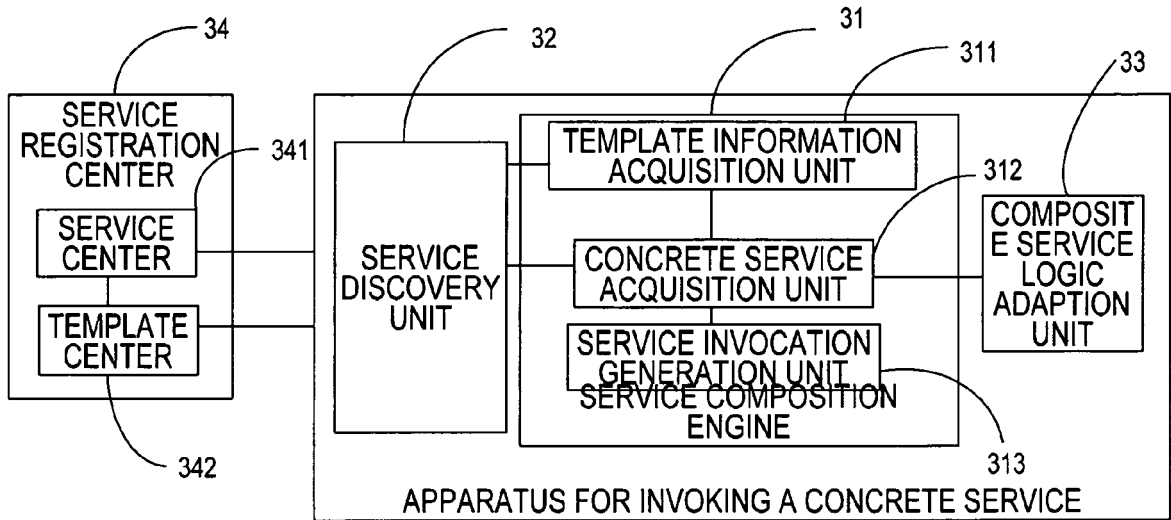 34
SERVICE
REGISTRATION
CENTER
341
SERVICE
CENTER
TEMPLATE
CENTER
342
32
SERVICE
DISCOVERY
UNIT
31
311
TEMPLATE INFORMATION
ACQUISITION UNIT
312
CONCRETE SERVICE
ACQUISITION UNIT
SERVICE INVOCATION
GENERATION UNIT
SERVICE COMPOSITION
ENGINE
313
33
COMPOSIT
E SERVICE
LOGIC
ADAPTION
UNIT
APPARATUS FOR INVOKING A CONCRETE SERVICE